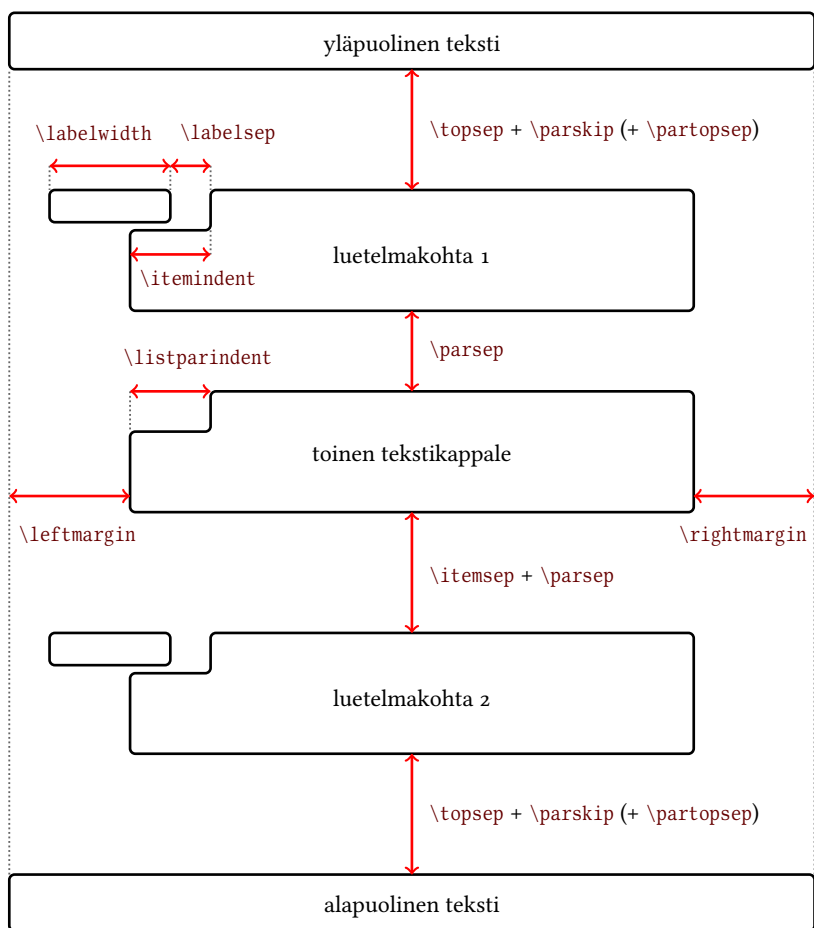 yläpuolinen teksti
\topsep + \parskip (+ \partopsep)
\labelwidth \labelsep
luetelmakohta 1
\itemindent
\parsep
\listparindent
toinen tekstikappale
\leftmargin \rightmargin
\itemsep + \parsep
luetelmakohta 2
\topsep + \parskip (+ \partopsep)
alapuolinen teksti